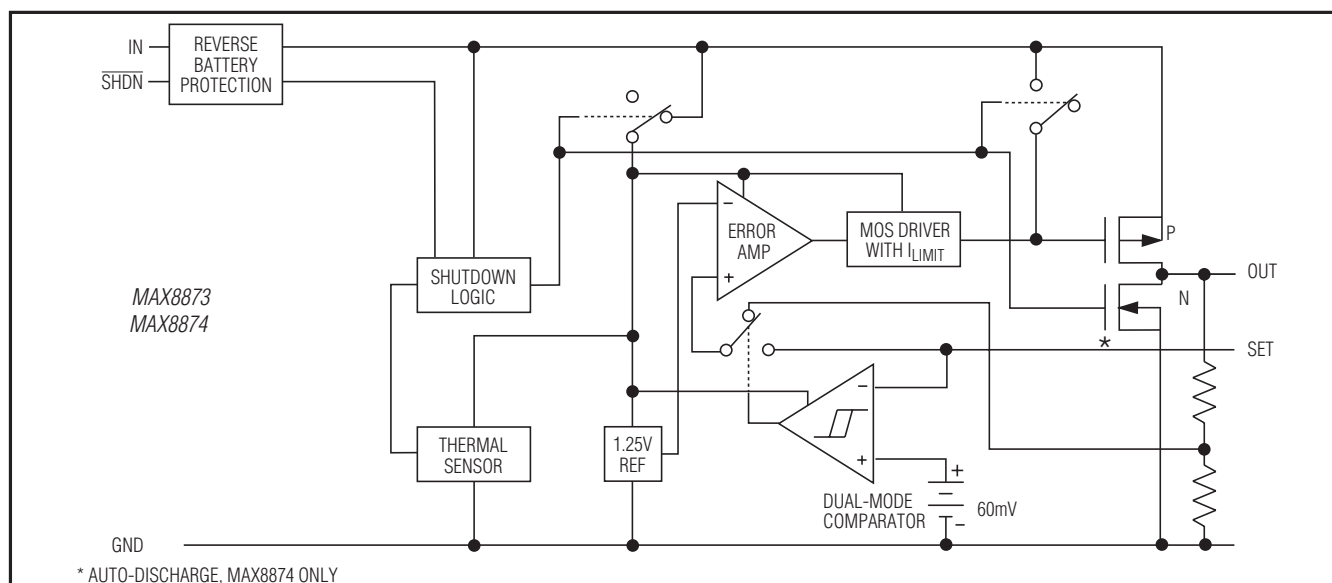 IN
SHDN
REVERSE
BATTERY
PROTECTION
MAX8873
MAX8874
SHUTDOWN
LOGIC
THERMAL
SENSOR
1.25V
REF
−
+
ERROR
AMP
MOS DRIVER
WITH ILIMIT
P
N
*
OUT
SET
−
+
DUAL-MODE
COMPARATOR
+
−
60mV
GND
* AUTO-DISCHARGE, MAX8874 ONLY